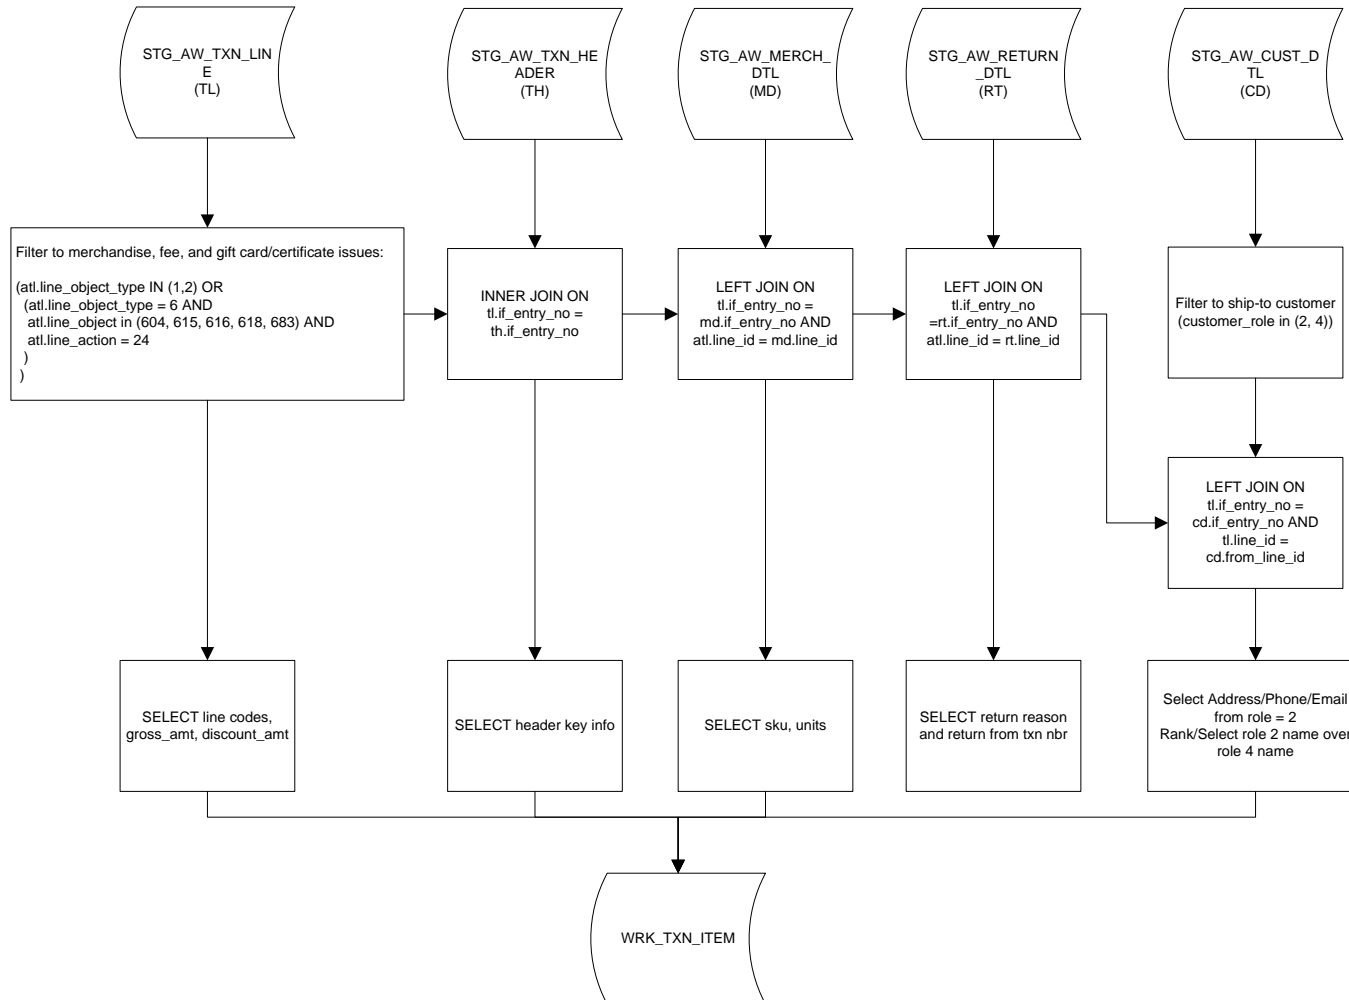 STG_AW_TXN_LIN
E
(TL)
STG_AW_TXN_HE
ADER
(TH)
STG_AW_MERCH_
DTL
(MD)
STG_AW_RETURN
_DTL
(RT)
STG_AW_CUST_D
TL
(CD)
Filter to merchandise, fee, and gift card/certificate issues:
(atl.line_object_type IN (1,2) OR
(atl.line_object_type = 6 AND
atl.line_object in (604, 615, 616, 618, 683) AND
atl.line_action = 24
)
)
INNER JOIN ON
tl.if_entry_no =
th.if_entry_no
LEFT JOIN ON
tl.if_entry_no =
md.if_entry_no AND
atl.line_id = md.line_id
LEFT JOIN ON
tl.if_entry_no
=rt.if_entry_no AND
atl.line_id = rt.line_id
Filter to ship-to customer
(customer_role in (2, 4))
LEFT JOIN ON
tl.if_entry_no =
cd.if_entry_no AND
tl.line_id =
cd.from_line_id
SELECT line codes,
gross_amt, discount_amt
SELECT header key info
SELECT sku, units
SELECT return reason
and return from txn nbr
Select Address/Phone/Email
from role = 2
Rank/Select role 2 name over
role 4 name
WRK_TXN_ITEM